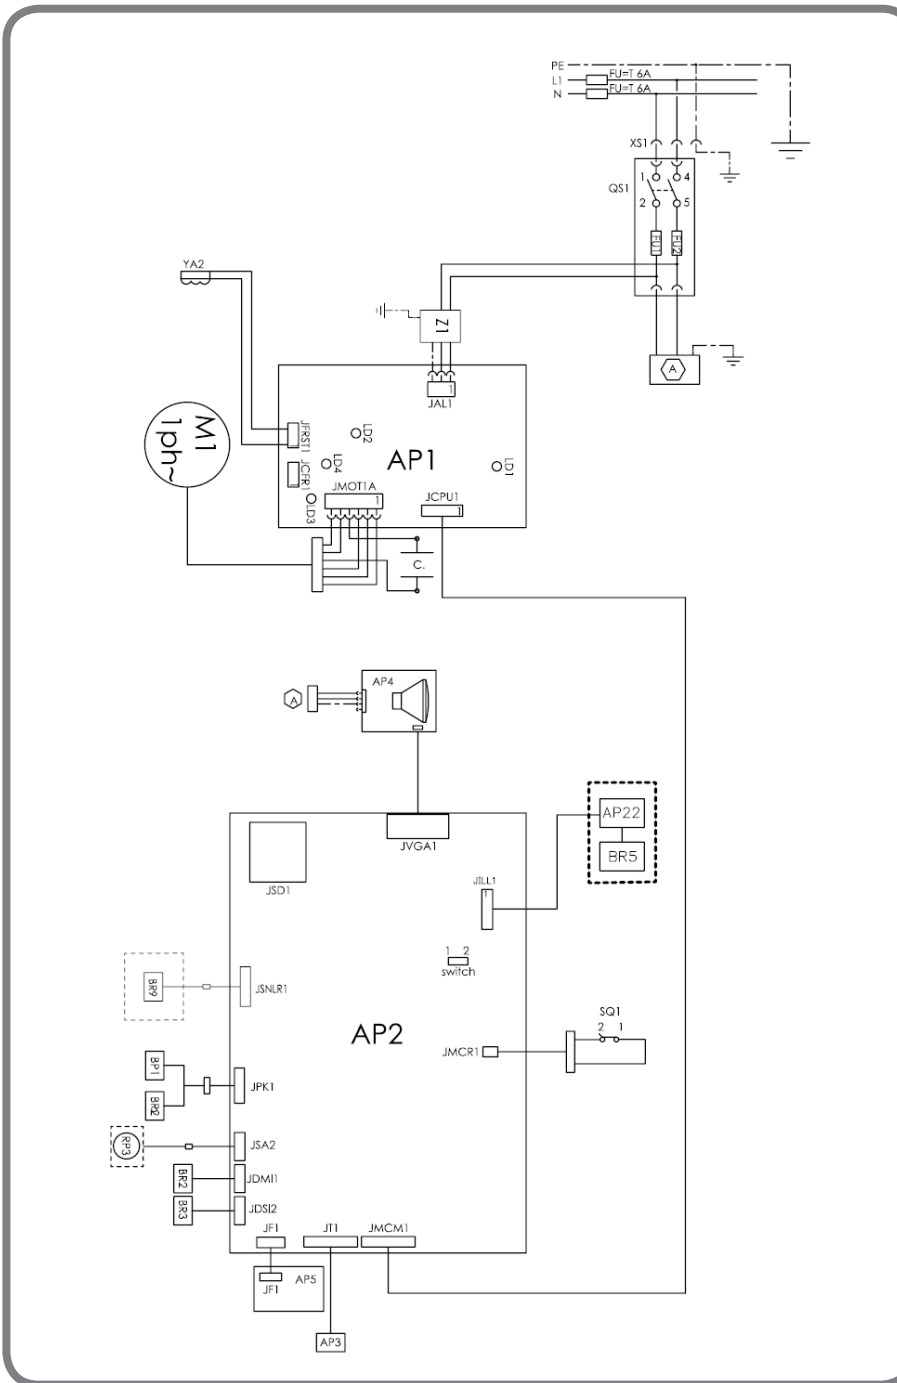 PE
L1
FU=T 6A
N
FU=T 6A
XS1
QS1
1
4
2
5
FU1
FU2
A
YA2
Z1
1
JAL1
M1
1ph~
JFRST1
JCFR1
LD2
LD4
LD3
AP1
LD1
JMOT1A
1
JCPU1
1
C.
A
AP4
JVGA1
JSD1
JILL1
1
AP22
BR5
1 2
switch
BR9
JSNLR1
AP2
SQ1
2 1
JMCR1
BP1
BR2
JPK1
RP3
JSA2
BR2
JDMI1
BR3
JDSI2
JF1
JT1
JMCM1
JF1
AP5
AP3